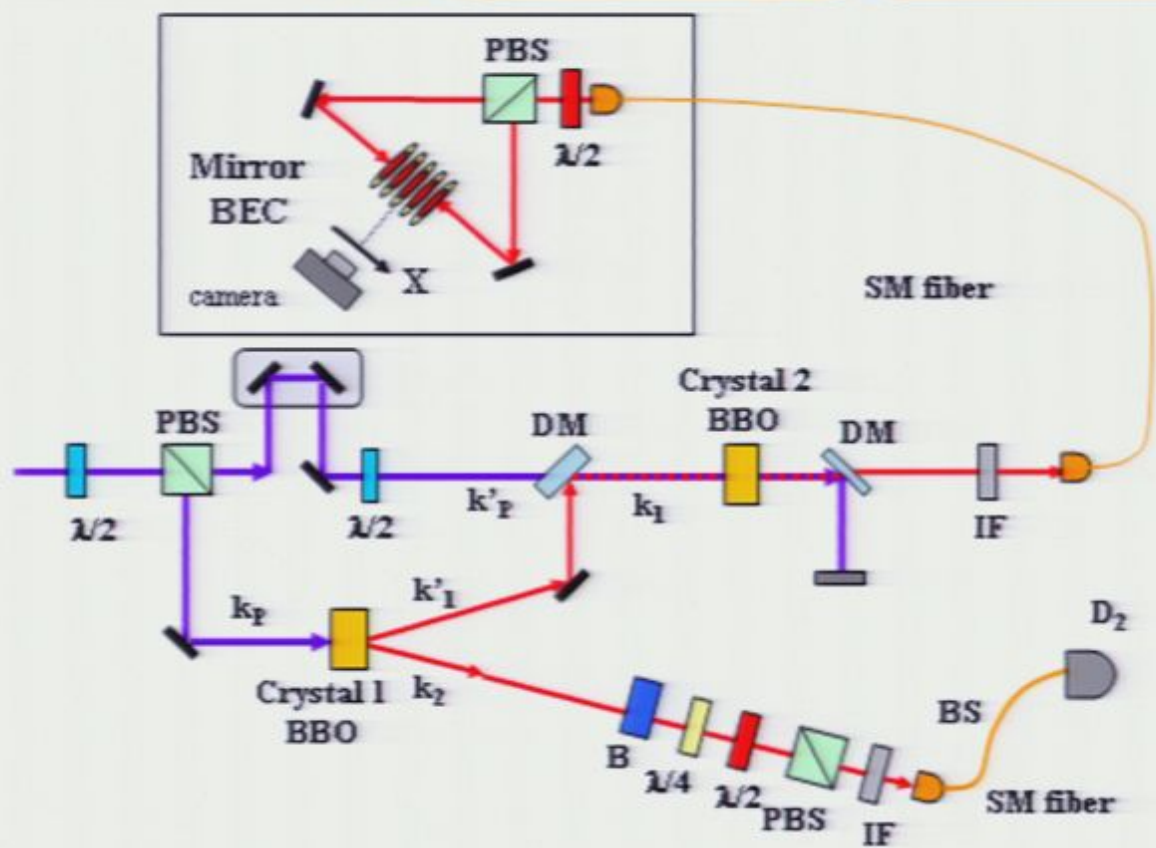 PBS
λ/2
Mirror
BEC
X
camera
SM fiber
Crystal 2
BBO
PBS
DM
DM
λ/2
λ/2
k'P
k1
IF
kP
k'1
D2
Crystal 1
BBO
k2
BS
B
λ/4
λ/2
PBS
IF
SM fiber